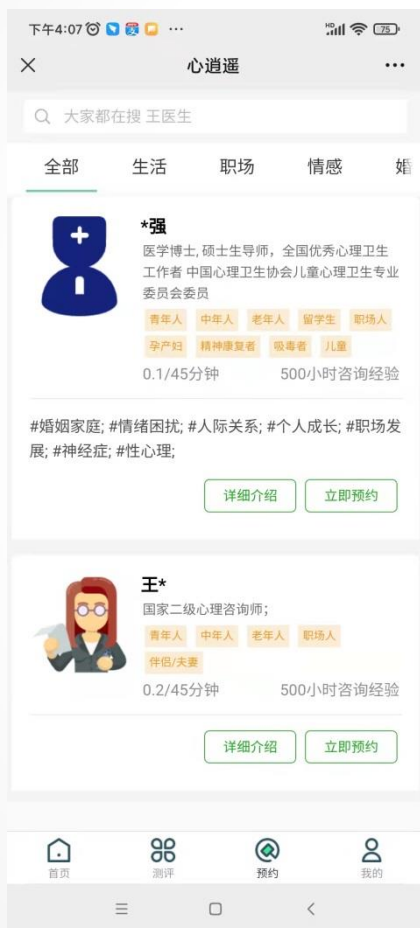 下午4:07 ··· HD 75
心逍遥 ···
大家都在搜 王医生
全部 生活 职场 情感 婚
*强
医学博士,硕士生导师，全国优秀心理卫生
工作者 中国心理卫生协会儿童心理卫生专业
委员会委员
青年人 中年人 老年人 留学生 职场人
孕产妇 精神康复者 吸毒者 儿童
0.1/45分钟 500小时咨询经验
#婚姻家庭; #情绪困扰; #人际关系; #个人成长; #职场发
展; #神经症; #性心理;
详细介绍 立即预约
王*
国家二级心理咨询师；
青年人 中年人 老年人 职场人
伴侣/夫妻
0.2/45分钟 500小时咨询经验
详细介绍 立即预约
首页 测评 预约 我的